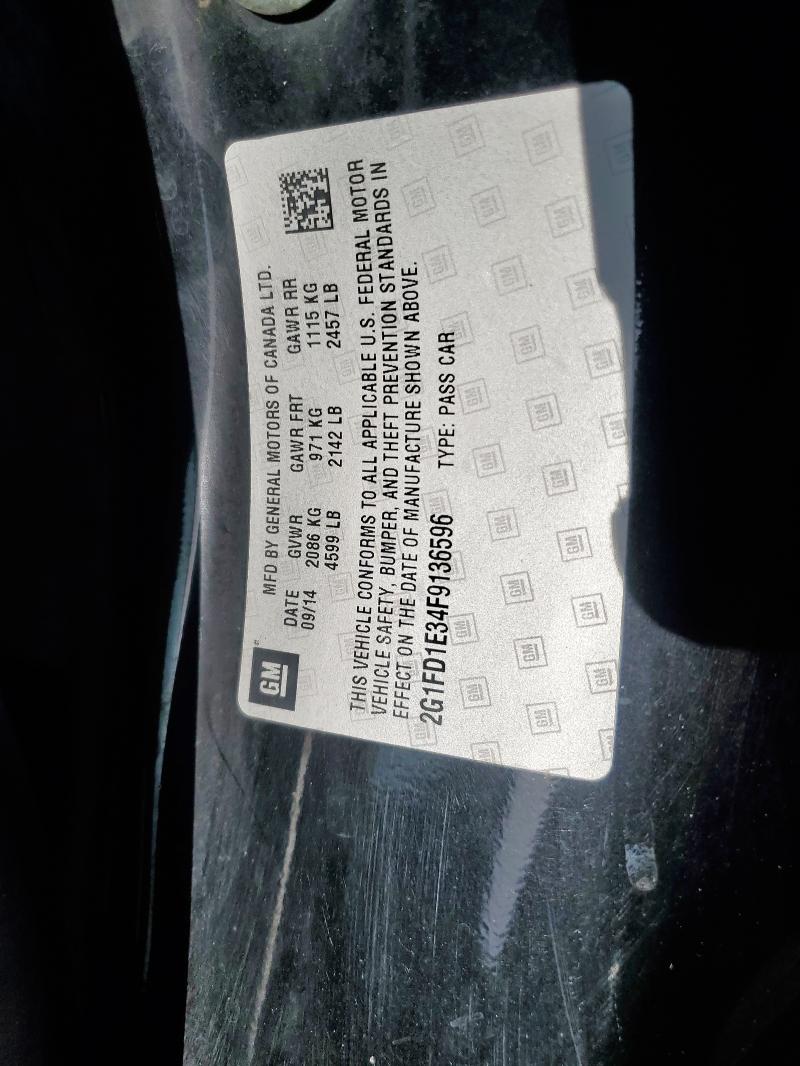 GM
MFD BY GENERAL MOTORS OF CANADA LTD.
DATE GVWR GAWR FRT GAWR RR
09/14 2086 KG 971 KG 1115 KG
4599 LB 2142 LB 2457 LB
THIS VEHICLE CONFORMS TO ALL APPLICABLE U.S. FEDERAL MOTOR
VEHICLE SAFETY, BUMPER, AND THEFT PREVENTION STANDARDS IN
EFFECT ON THE DATE OF MANUFACTURE SHOWN ABOVE.
2G1FD1E34F9136596 TYPE: PASS CAR